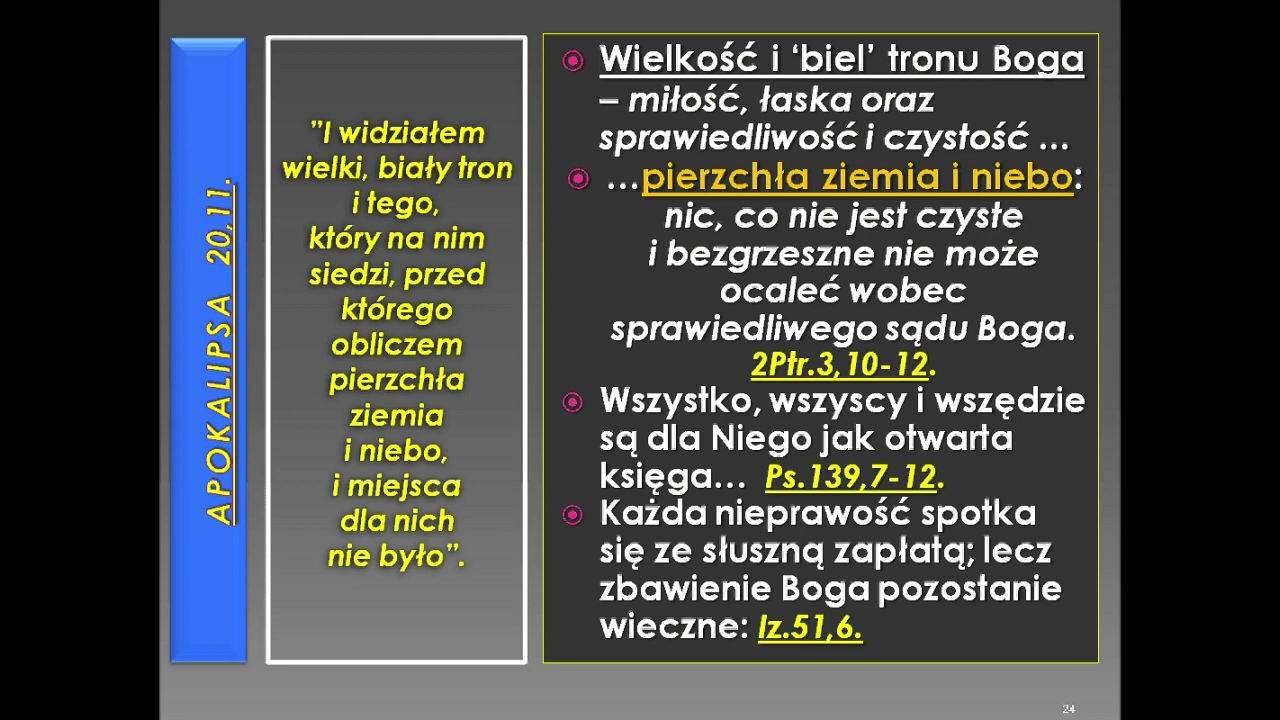 APOKALIPSA 20,11.
”I widziałem
wielki, biały tron
i tego,
który na nim
siedzi, przed
którego
obliczem
pierzchła
ziemia
i niebo,
i miejsca
dla nich
nie było”.
Wielkość i ‘biel’ tronu Boga
– miłość, łaska oraz
sprawiedliwość i czystość …
…pierzchła ziemia i niebo:
nic, co nie jest czyste
i bezgrzeszne nie może
ocaleć wobec
sprawiedliwego sądu Boga.
2Ptr.3,10-12.
Wszystko, wszyscy i wszędzie
są dla Niego jak otwarta
księga… Ps.139,7-12.
Każda nieprawość spotka
się ze słuszną zapłatą; lecz
zbawienie Boga pozostanie
wieczne: Iz.51,6.
24